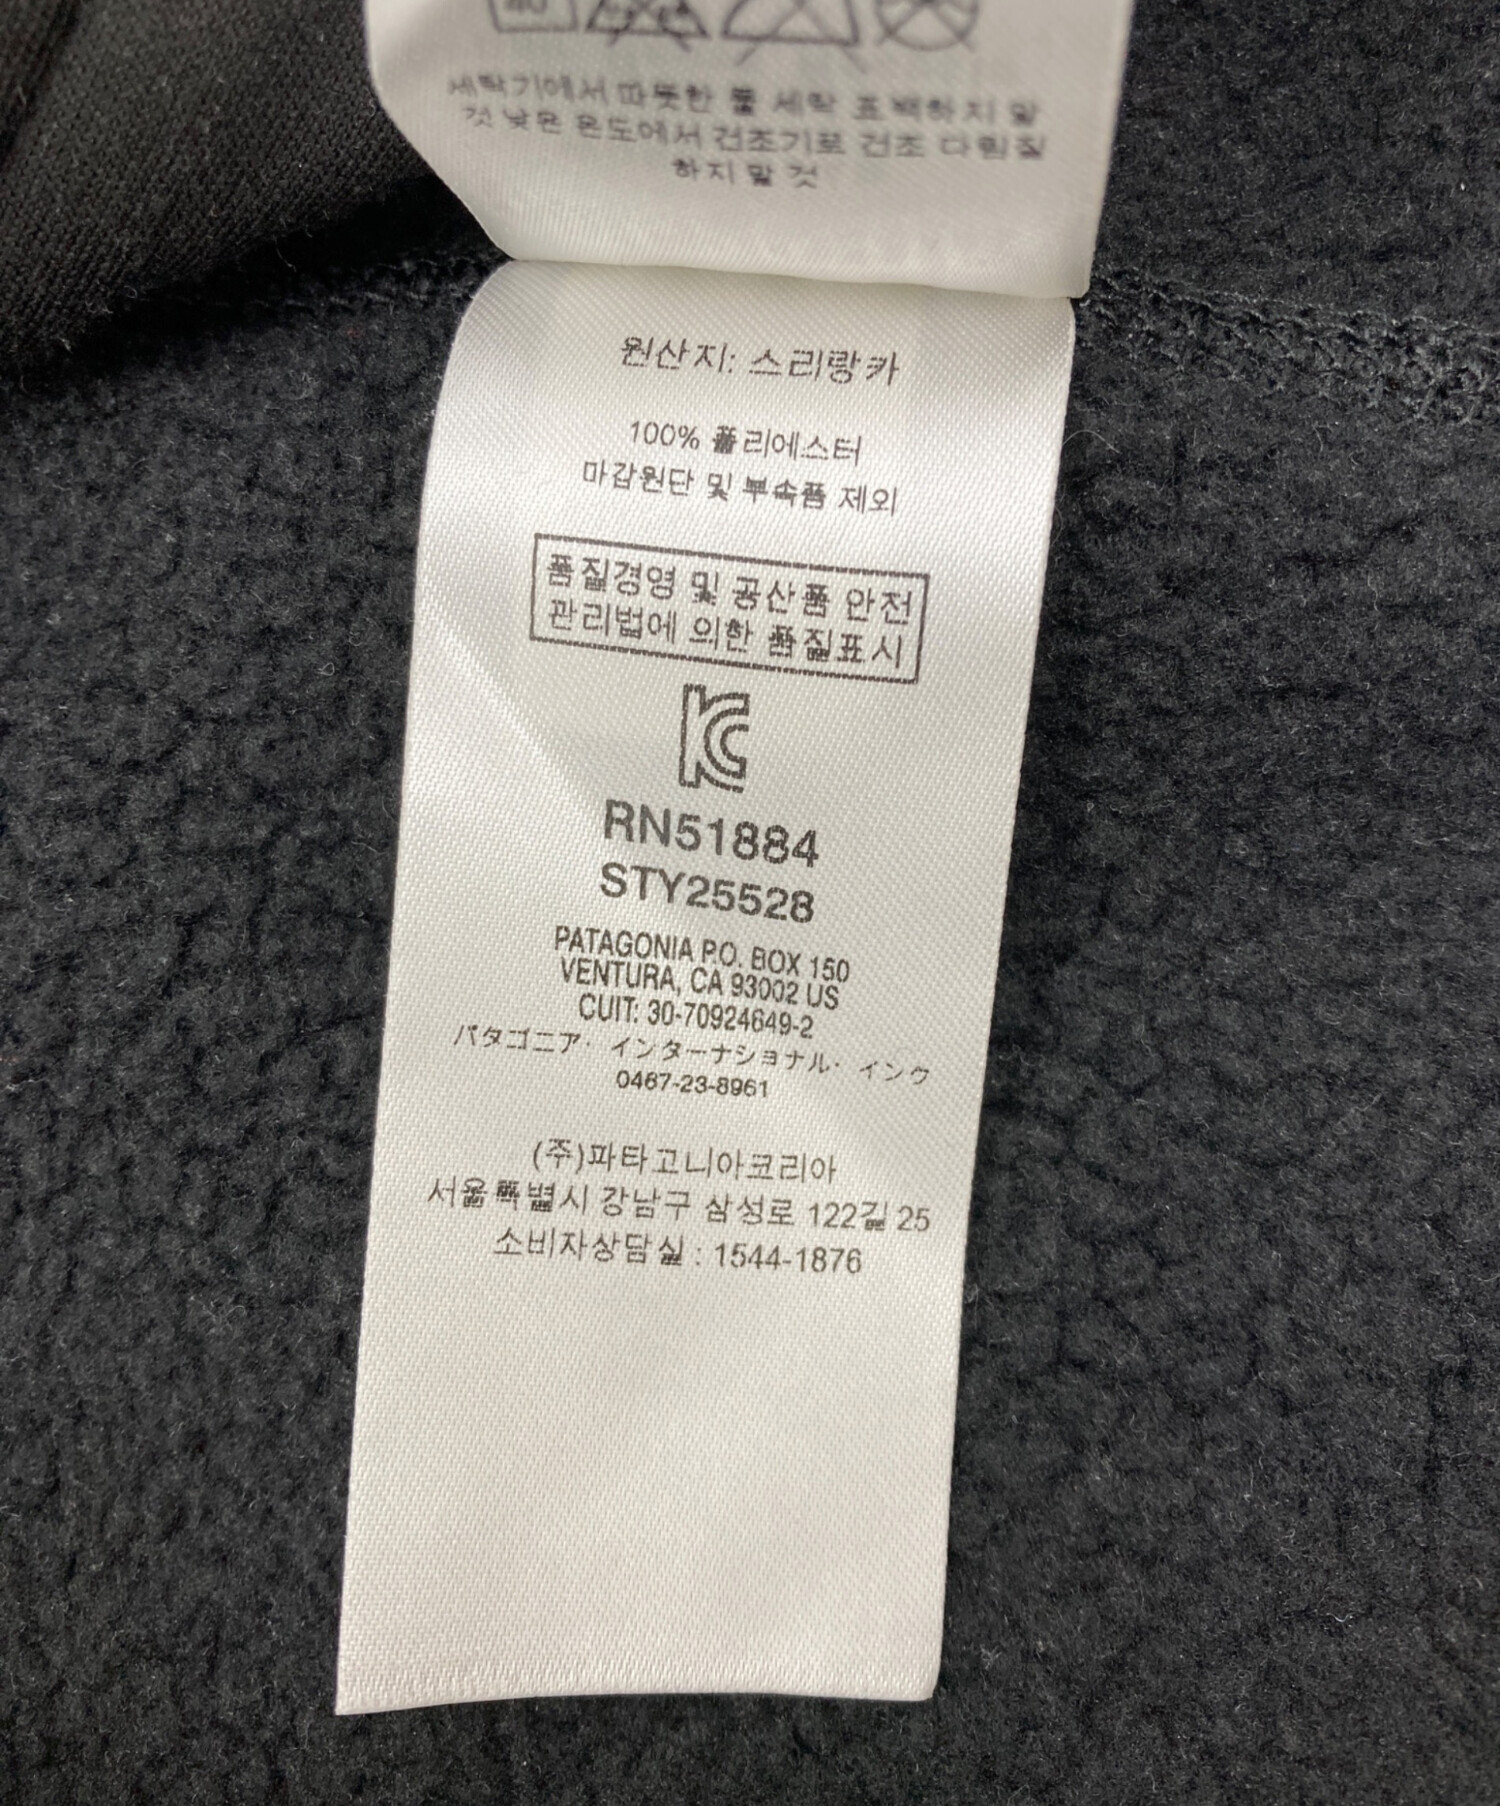 40
세탁기에서 따뜻한 물 세탁 표백하지 말
것 낮은 온도에서 건조기로 건조 다림질
하지 말 것
원산지: 스리랑카
100% 폴리에스터
마감원단 및 부속품 제외
품질경영 및 공산품 안전
관리법에 의한 품질표시
KC
RN51884
STY25528
PATAGONIA P.O. BOX 150
VENTURA, CA 93002 US
CUIT: 30-70924649-2
パタゴニア・インターナショナル・インク
0467-23-8961
(주)파타고니아코리아
서울특별시 강남구 삼성로 122길 25
소비자상담실 : 1544-1876